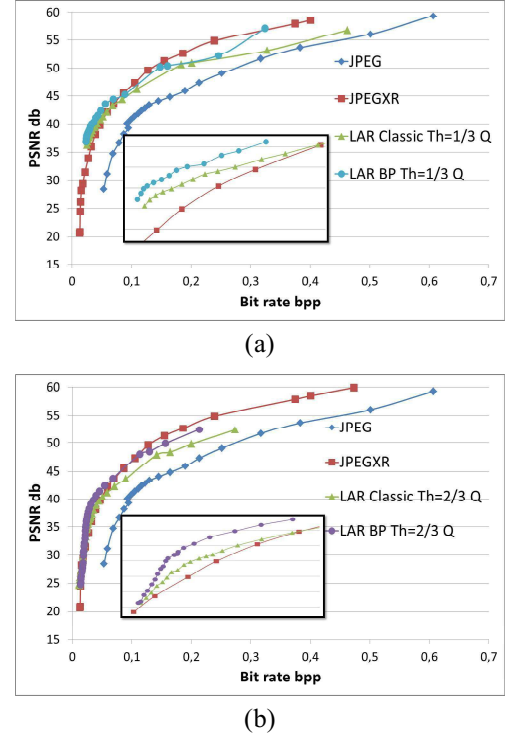 60
55
50
45
40
35
30
25
20
15
PSNR db
0
0,1
0,2
0,3
0,4
0,5
0,6
0,7
Bit rate bpp
JPEG
JPEGXR
LAR Classic Th=1/3 Q
LAR BP Th=1/3 Q
(a)
60
55
50
45
40
35
30
25
20
15
PSNR db
0
0,1
0,2
0,3
0,4
0,5
0,6
0,7
Bit rate bpp
JPEG
JPEGXR
LAR Classic Th=2/3 Q
LAR BP Th=2/3 Q
(b)